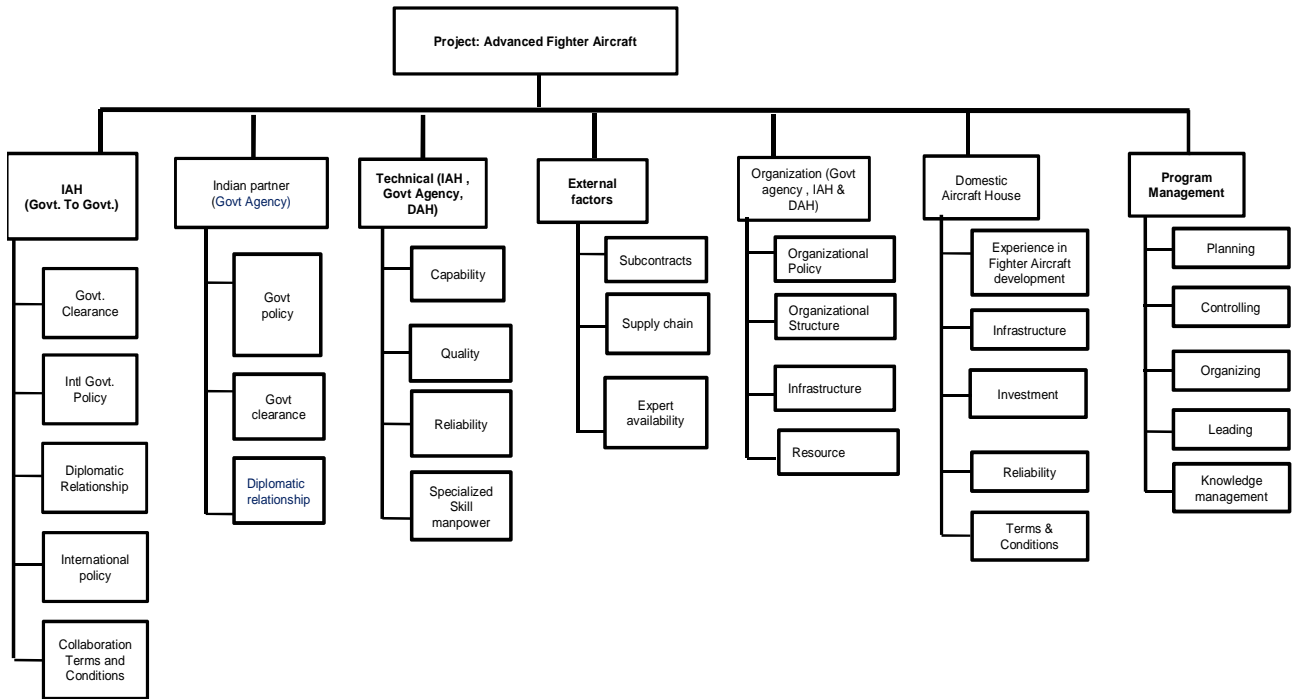 Project: Advanced Fighter Aircraft
IAH
(Govt. To Govt.)
Govt.
Clearance
Intl Govt.
Policy
Diplomatic
Relationship
International
policy
Collaboration
Terms and
Conditions
Indian partner
(Govt Agency)
Govt
policy
Govt
clearance
Diplomatic
relationship
Technical (IAH ,
Govt Agency,
DAH)
Capability
Quality
Reliability
Specialized
Skill
manpower
External
factors
Subcontracts
Supply chain
Expert
availability
Organization (Govt
agency , IAH &
DAH)
Organizational
Policy
Organizational
Structure
Infrastructure
Resource
Domestic
Aircraft House
Experience in
Fighter Aircraft
development
Infrastructure
Investment
Reliability
Terms &
Conditions
Program
Management
Planning
Controlling
Organizing
Leading
Knowledge
management